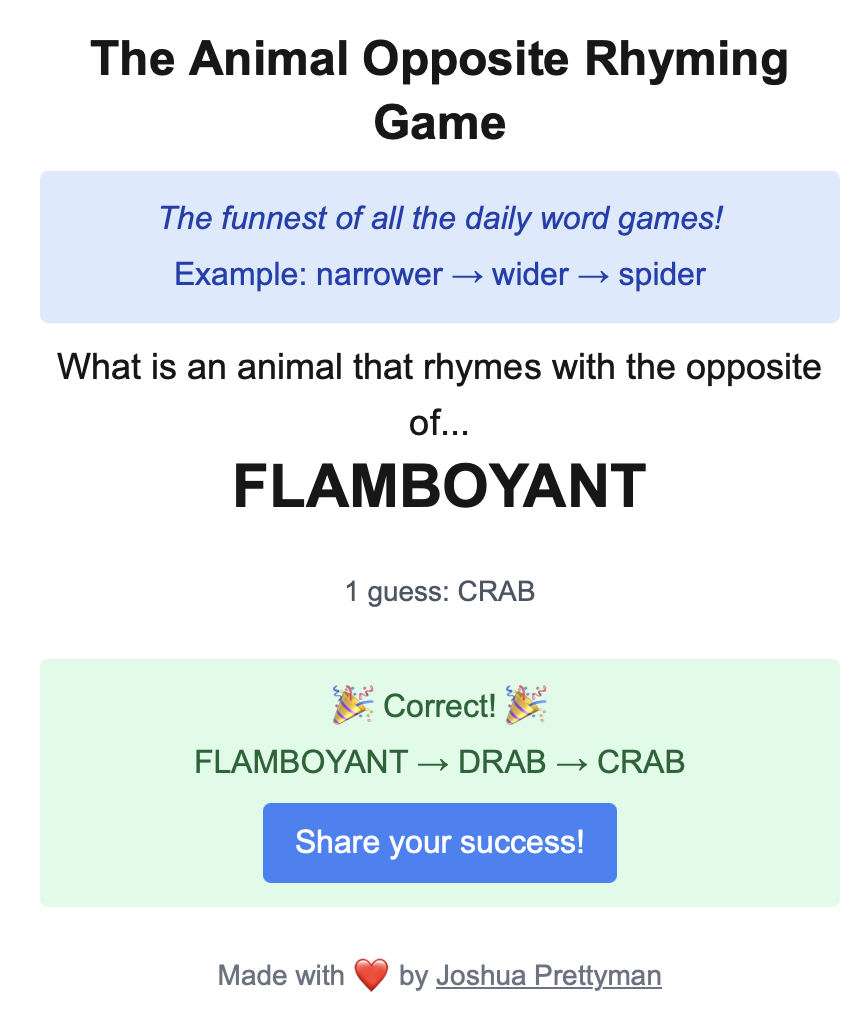 The Animal Opposite Rhyming
Game
The funnest of all the daily word games!
Example: narrower → wider → spider
What is an animal that rhymes with the opposite
of...
FLAMBOYANT
1 guess: CRAB
🎉 Correct! 🎉
FLAMBOYANT → DRAB → CRAB
Share your success!
Made with ❤️ by Joshua Prettyman